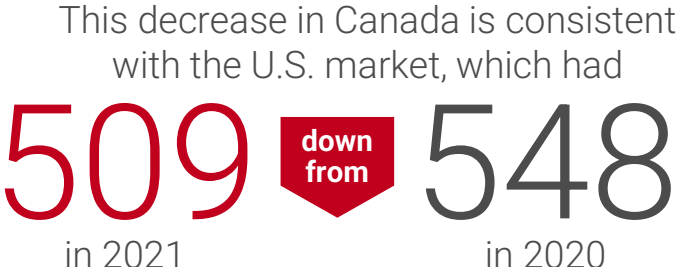 This decrease in Canada is consistent
with the U.S. market, which had
509 down from 548
in 2021 in 2020